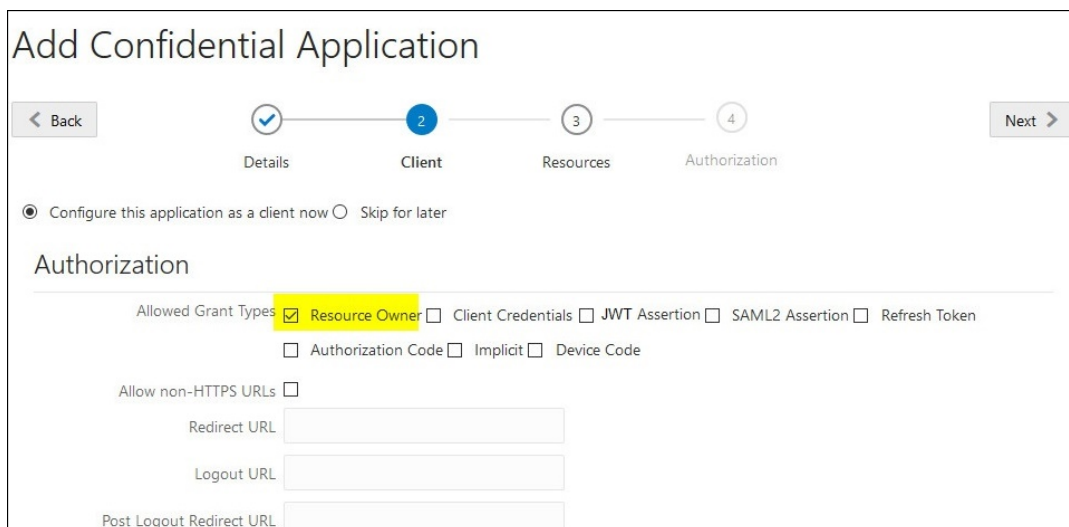 Add Confidential Application
Back
2
3
4
Next
Details
Client
Resources
Authorization
Configure this application as a client now
Skip for later
Authorization
Allowed Grant Types
Resource Owner
Client Credentials
JWT Assertion
SAML2 Assertion
Refresh Token
Authorization Code
Implicit
Device Code
Allow non-HTTPS URLs
Redirect URL
Logout URL
Post Logout Redirect URL